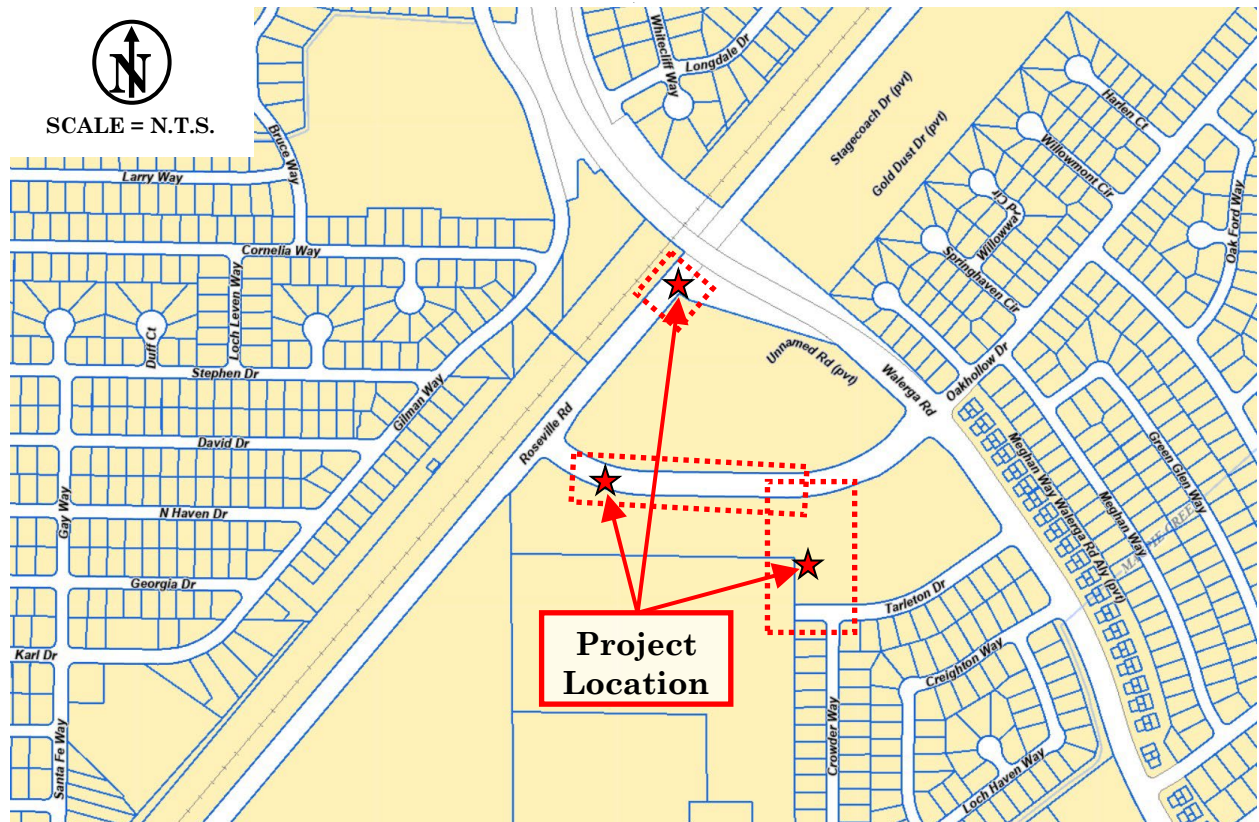 N
SCALE = N.T.S.
Whitecliff Way
Longdale Dr
Stagecoach Dr (pvt)
Gold Dust Dr (pvt)
Harlen Ct
Willowmont Cir
Willowway Cir
Oak Ford Way
Springhaven Cir
Bruce Way
Larry Way
Cornelia Way
Loch Leven Way
Duff Ct
Stephen Dr
Gilman Way
David Dr
N Haven Dr
Gay Way
Georgia Dr
Karl Dr
Santa Fe Way
Roseville Rd
Unnamed Rd (pvt)
Walerga Rd
Oakhollow Dr
Green Glen Way
Meghan Way
Meghan Way Walerga Rd Aly (pvt)
Tarleton Dr
Creighton Way
Crowder Way
Loch Haven Way
Project
Location